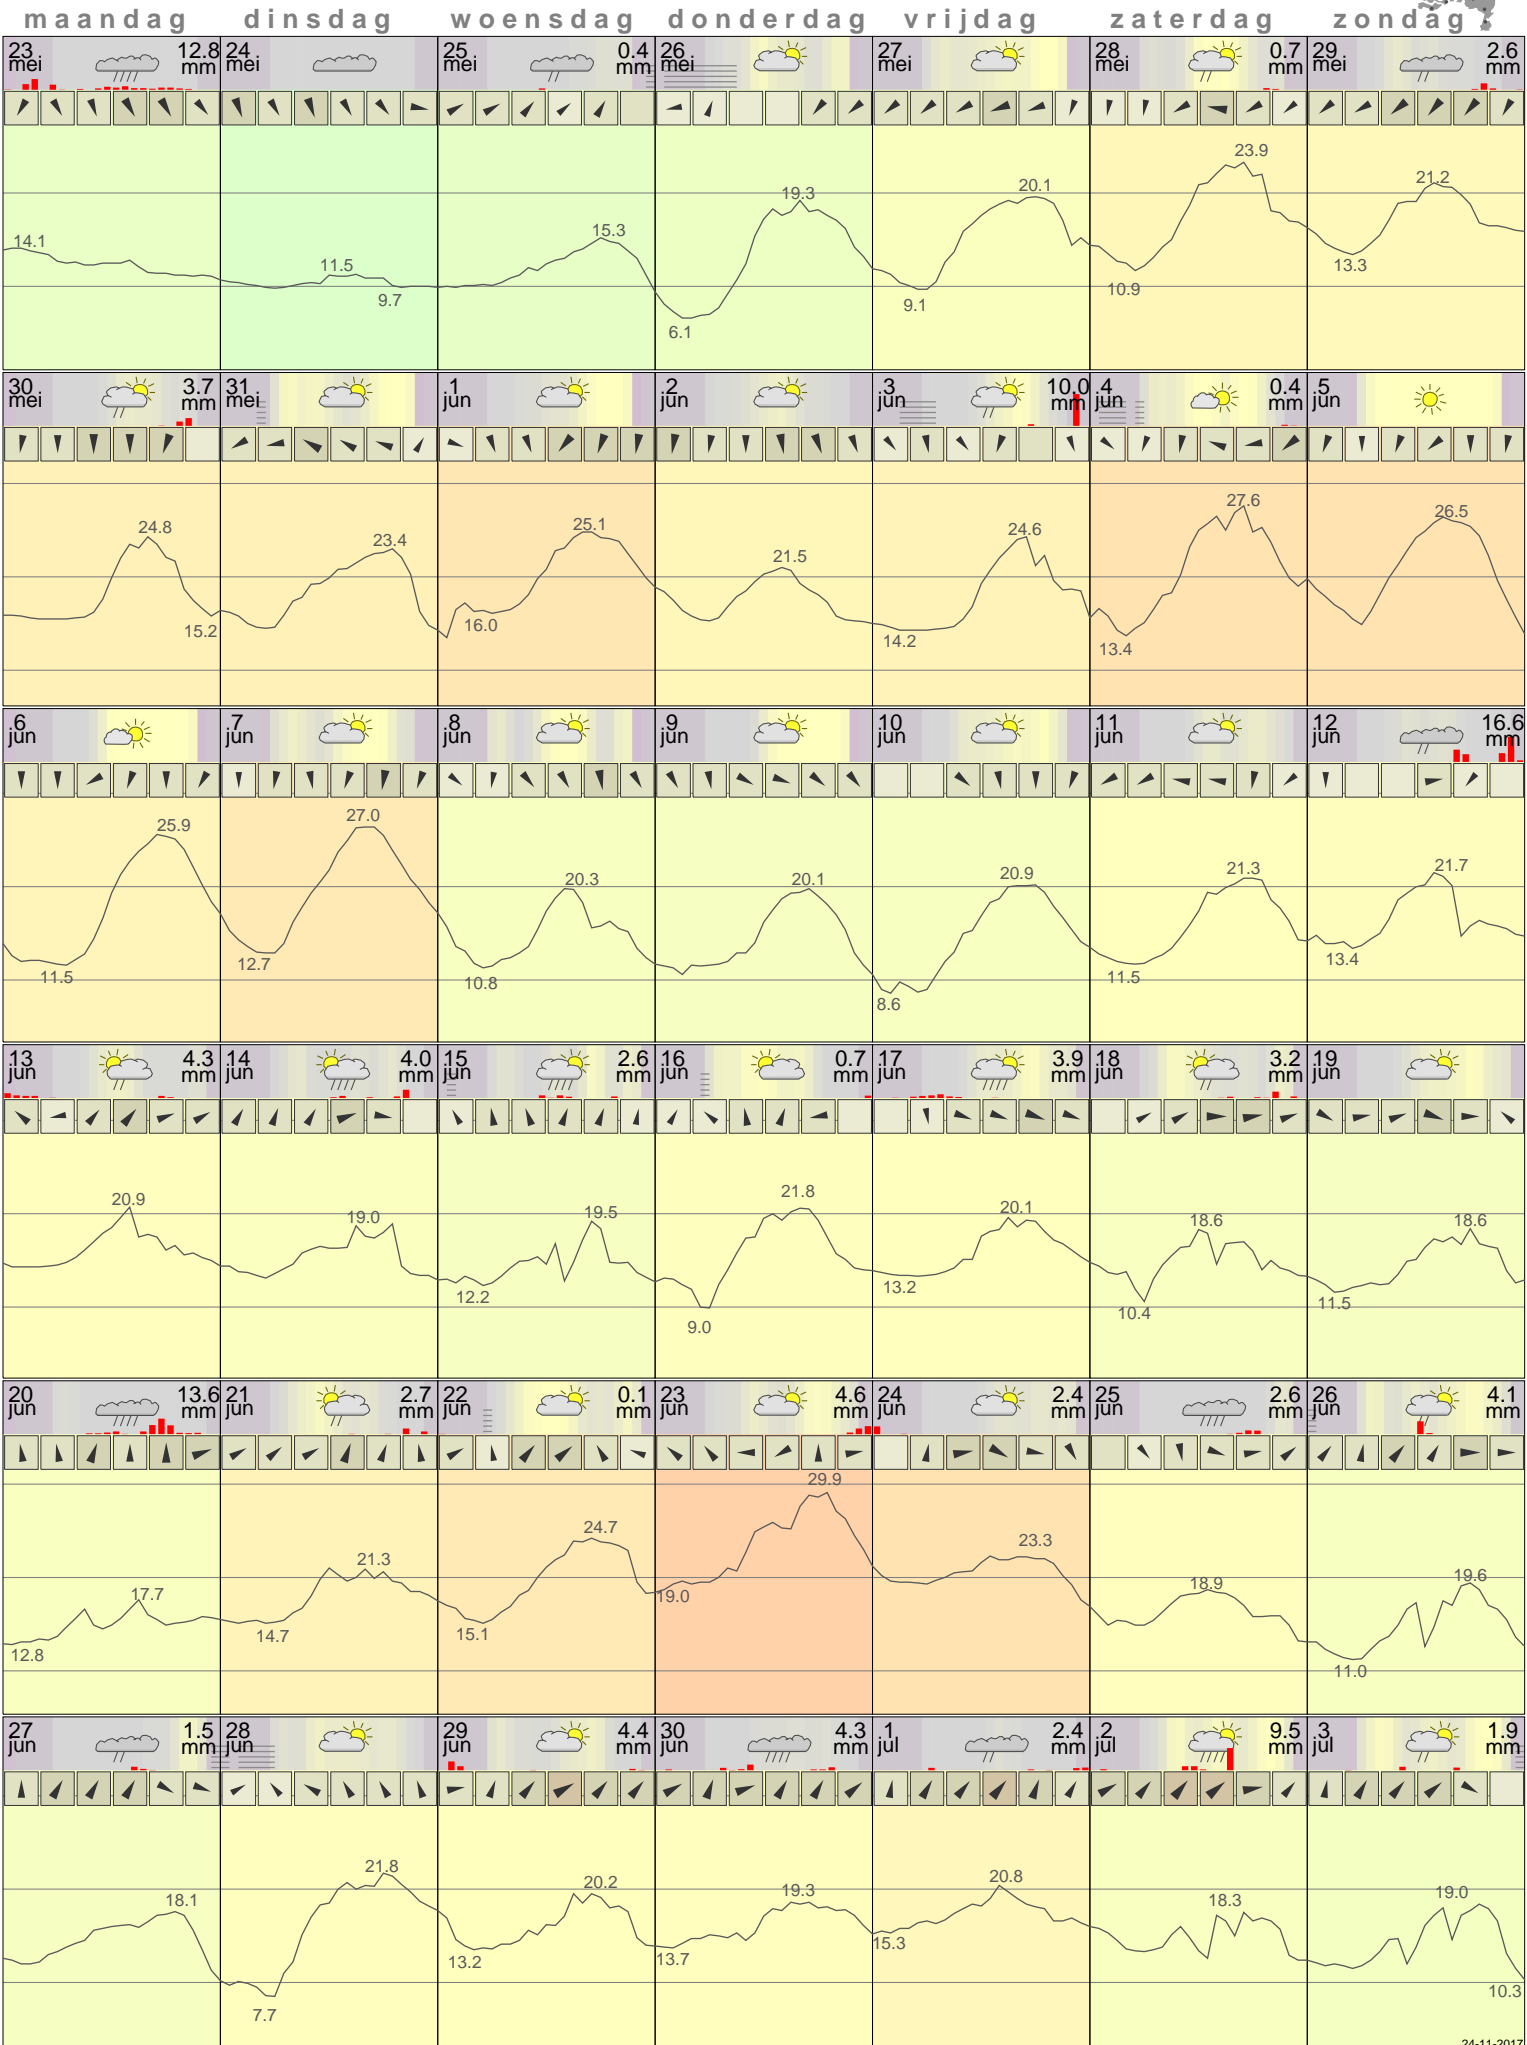 maandag dinsdag woensdag donderdag vrijdag zaterdag zondag
23 mei 12.8 mm 24 mei 25 mei 0.4 mm 26 mei 27 mei 28 mei 0.7 mm 29 mei 2.6 mm
14.1 11.5 9.7 15.3 6.1 19.3 9.1 20.1 10.9 23.9 13.3 21.2
30 mei 3.7 mm 31 mei 1 jun 2 jun 3 jun 10.0 mm 4 jun 0.4 mm 5 jun
24.8 15.2 23.4 16.0 25.1 21.5 14.2 24.6 13.4 27.6 26.5
6 jun 7 jun 8 jun 9 jun 10 jun 11 jun 12 jun 16.6 mm
11.5 25.9 12.7 27.0 10.8 20.3 20.1 8.6 20.9 11.5 21.3 13.4 21.7
13 jun 4.3 mm 14 jun 4.0 mm 15 jun 2.6 mm 16 jun 0.7 mm 17 jun 3.9 mm 18 jun 3.2 mm 19 jun
20.9 19.0 12.2 19.5 9.0 21.8 13.2 20.1 10.4 18.6 11.5 18.6
20 jun 13.6 mm 21 jun 2.7 mm 22 jun 0.1 mm 23 jun 4.6 mm 24 jun 2.4 mm 25 jun 2.6 mm 26 jun 4.1 mm
12.8 17.7 14.7 21.3 15.1 24.7 19.0 29.9 23.3 18.9 11.0 19.6
27 jun 1.5 mm 28 jun 29 jun 4.4 mm 30 jun 4.3 mm 1 jul 2.4 mm 2 jul 9.5 mm 3 jul 1.9 mm
18.1 7.7 21.8 13.2 20.2 13.7 19.3 15.3 20.8 18.3 19.0 10.3
24-11-2017